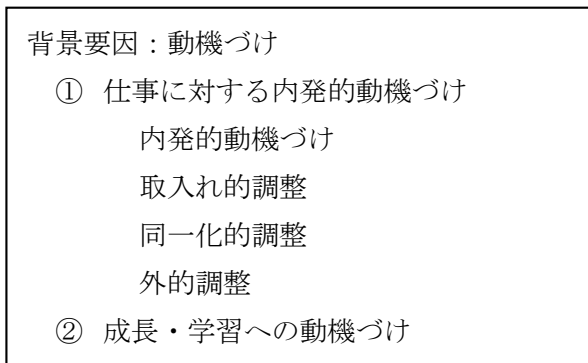 背景要因：動機づけ
① 仕事に対する内発的動機づけ
内発的動機づけ
取入れ的調整
同一化的調整
外的調整
② 成長・学習への動機づけ